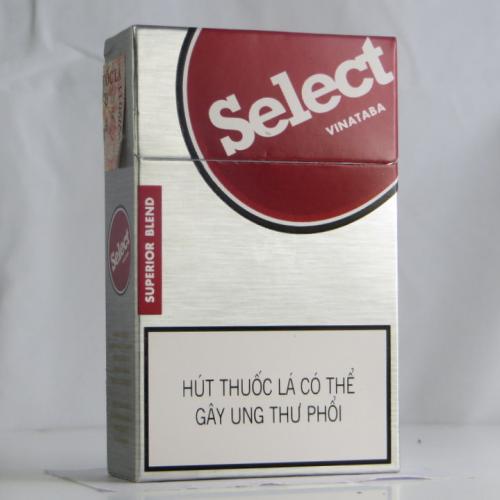 Select
VINATABA
SUPERIOR BLEND
Select
HÚT THUỐC LÁ CÓ THỂ
GÂY UNG THƯ PHỔI